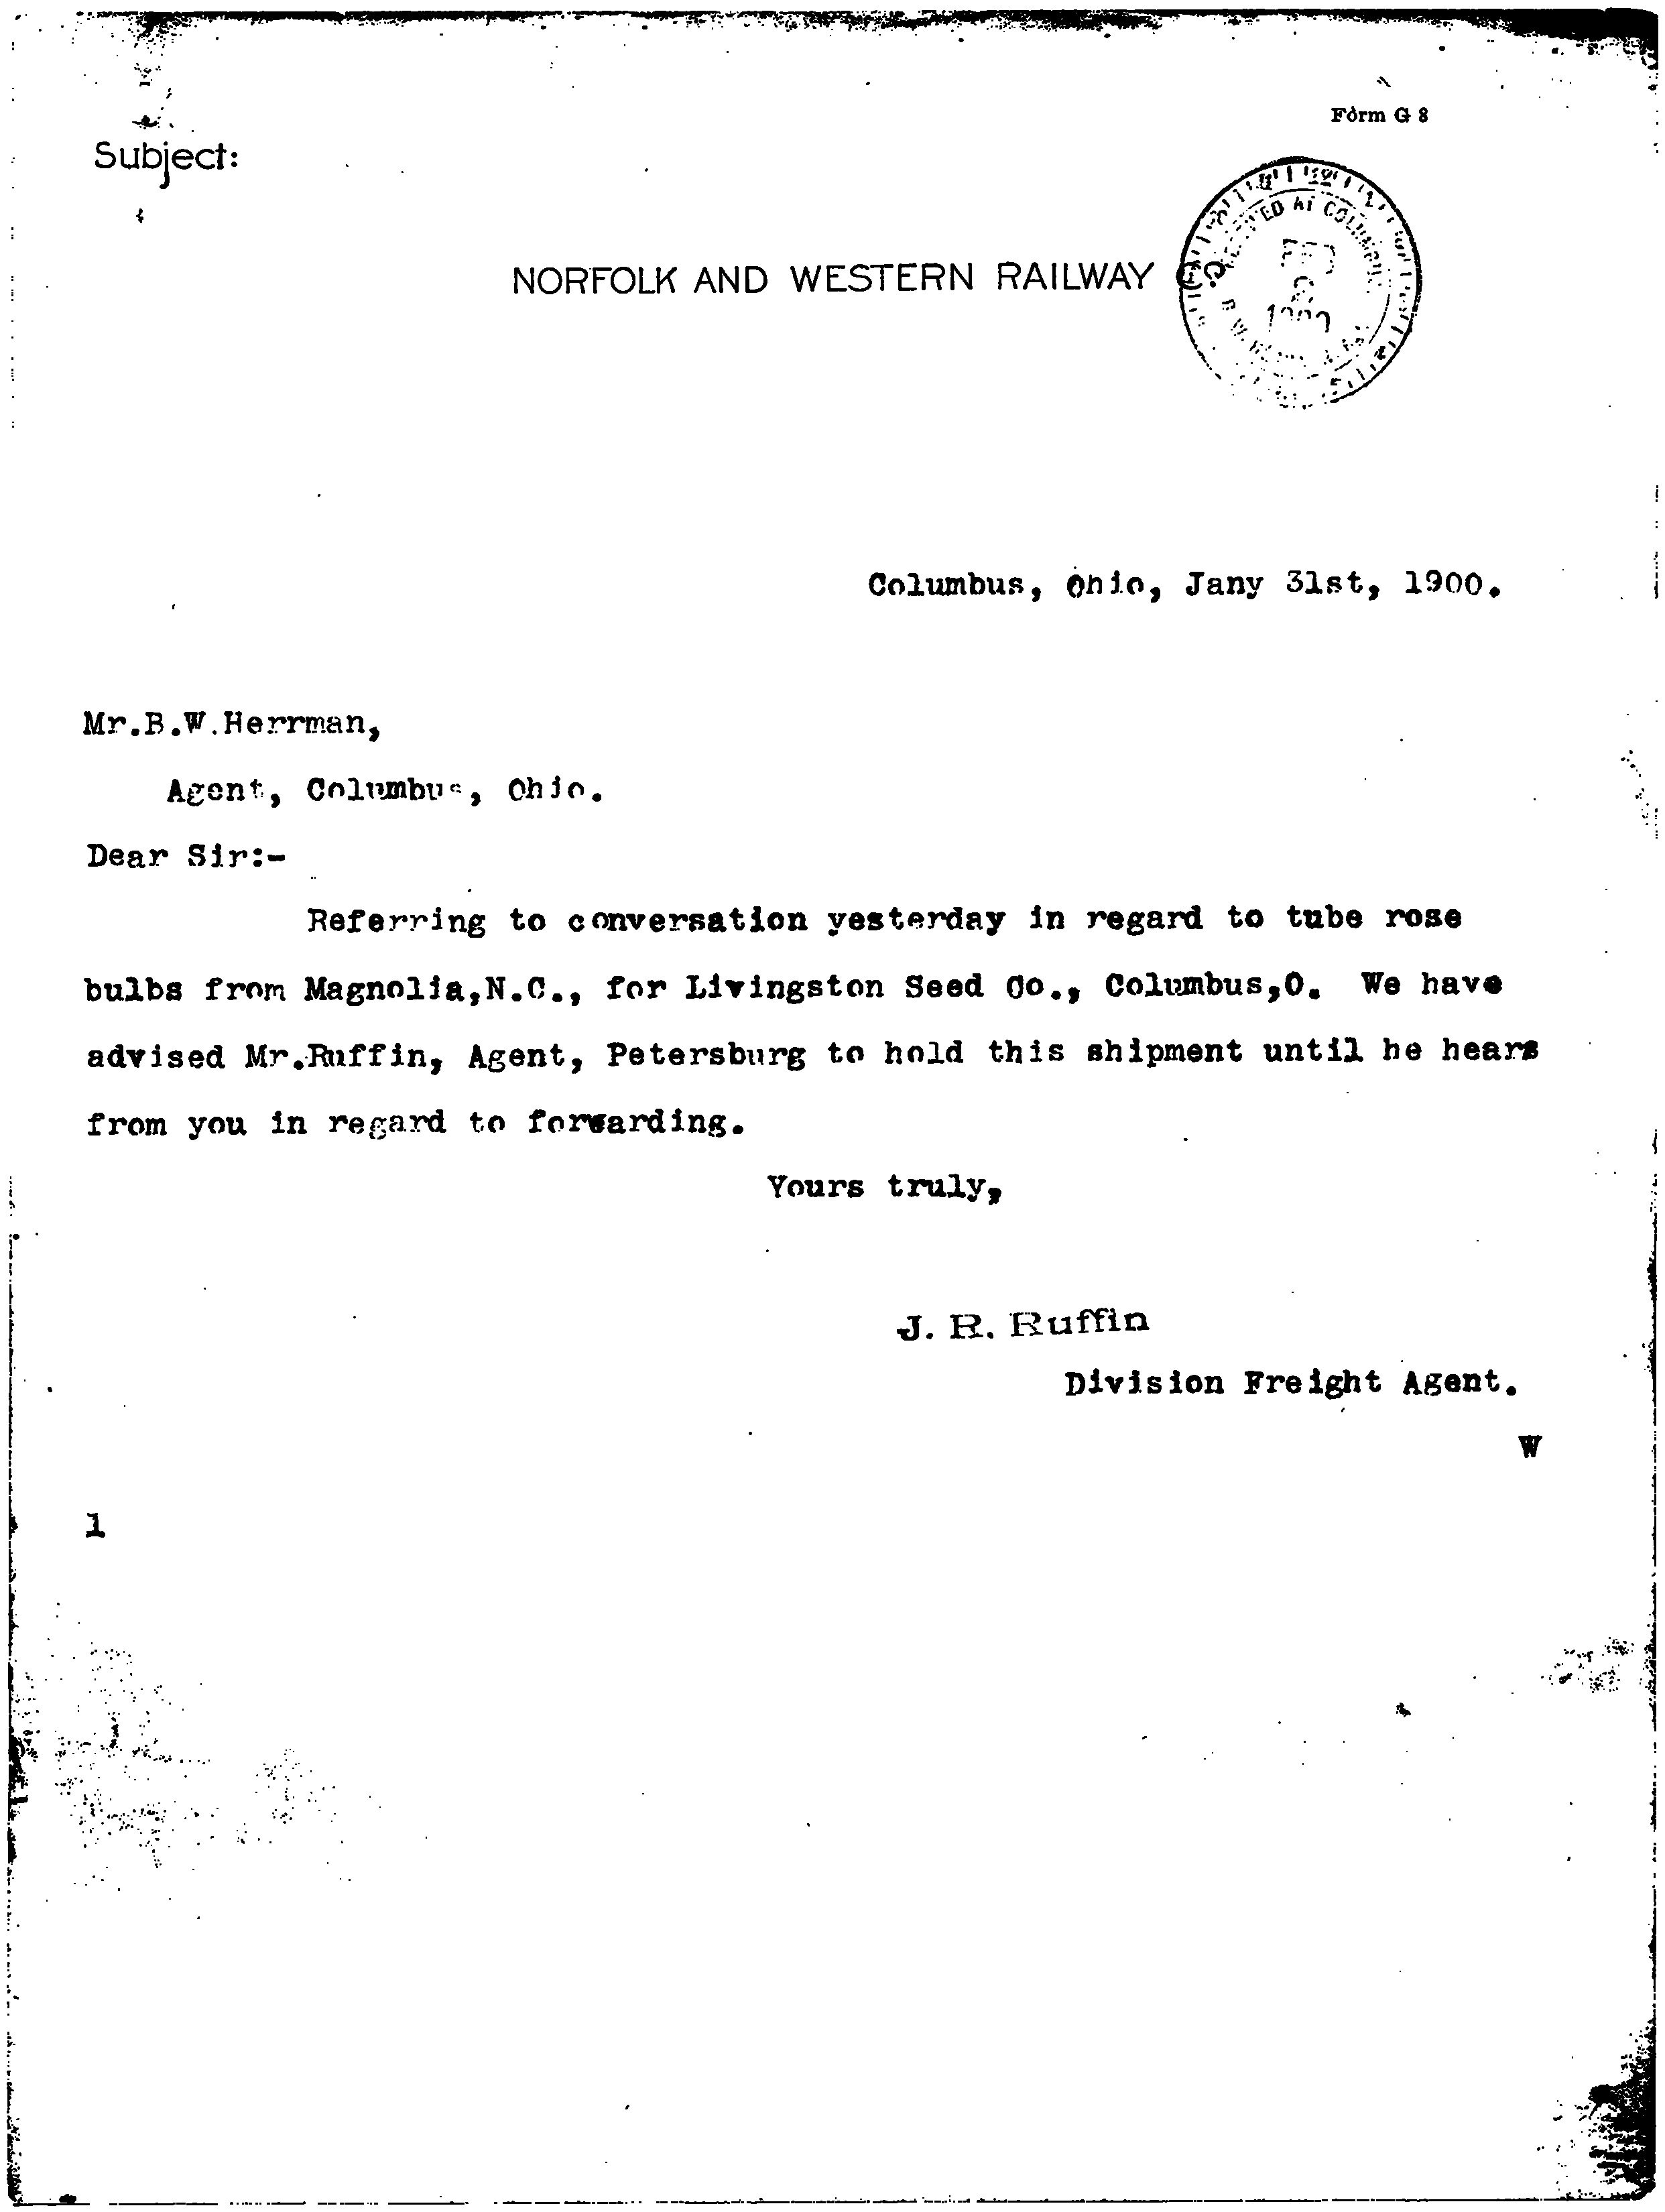 Form G 8
Subject:
NORFOLK AND WESTERN RAILWAY Co.
RECEIVED AT COLUMBUS
FEB
1900
B. W.
Columbus, Ohio, Jany 31st, 1900.
Mr.B.W.Herrman,
Agent, Columbus, Ohio.
Dear Sir:-
Referring to conversation yesterday in regard to tube rose
bulbs from Magnolia,N.C., for Livingston Seed Co., Columbus,O. We have
advised Mr.Ruffin, Agent, Petersburg to hold this shipment until he hears
from you in regard to forwarding.
Yours truly,
J. R. Ruffin
Division Freight Agent.
W
1